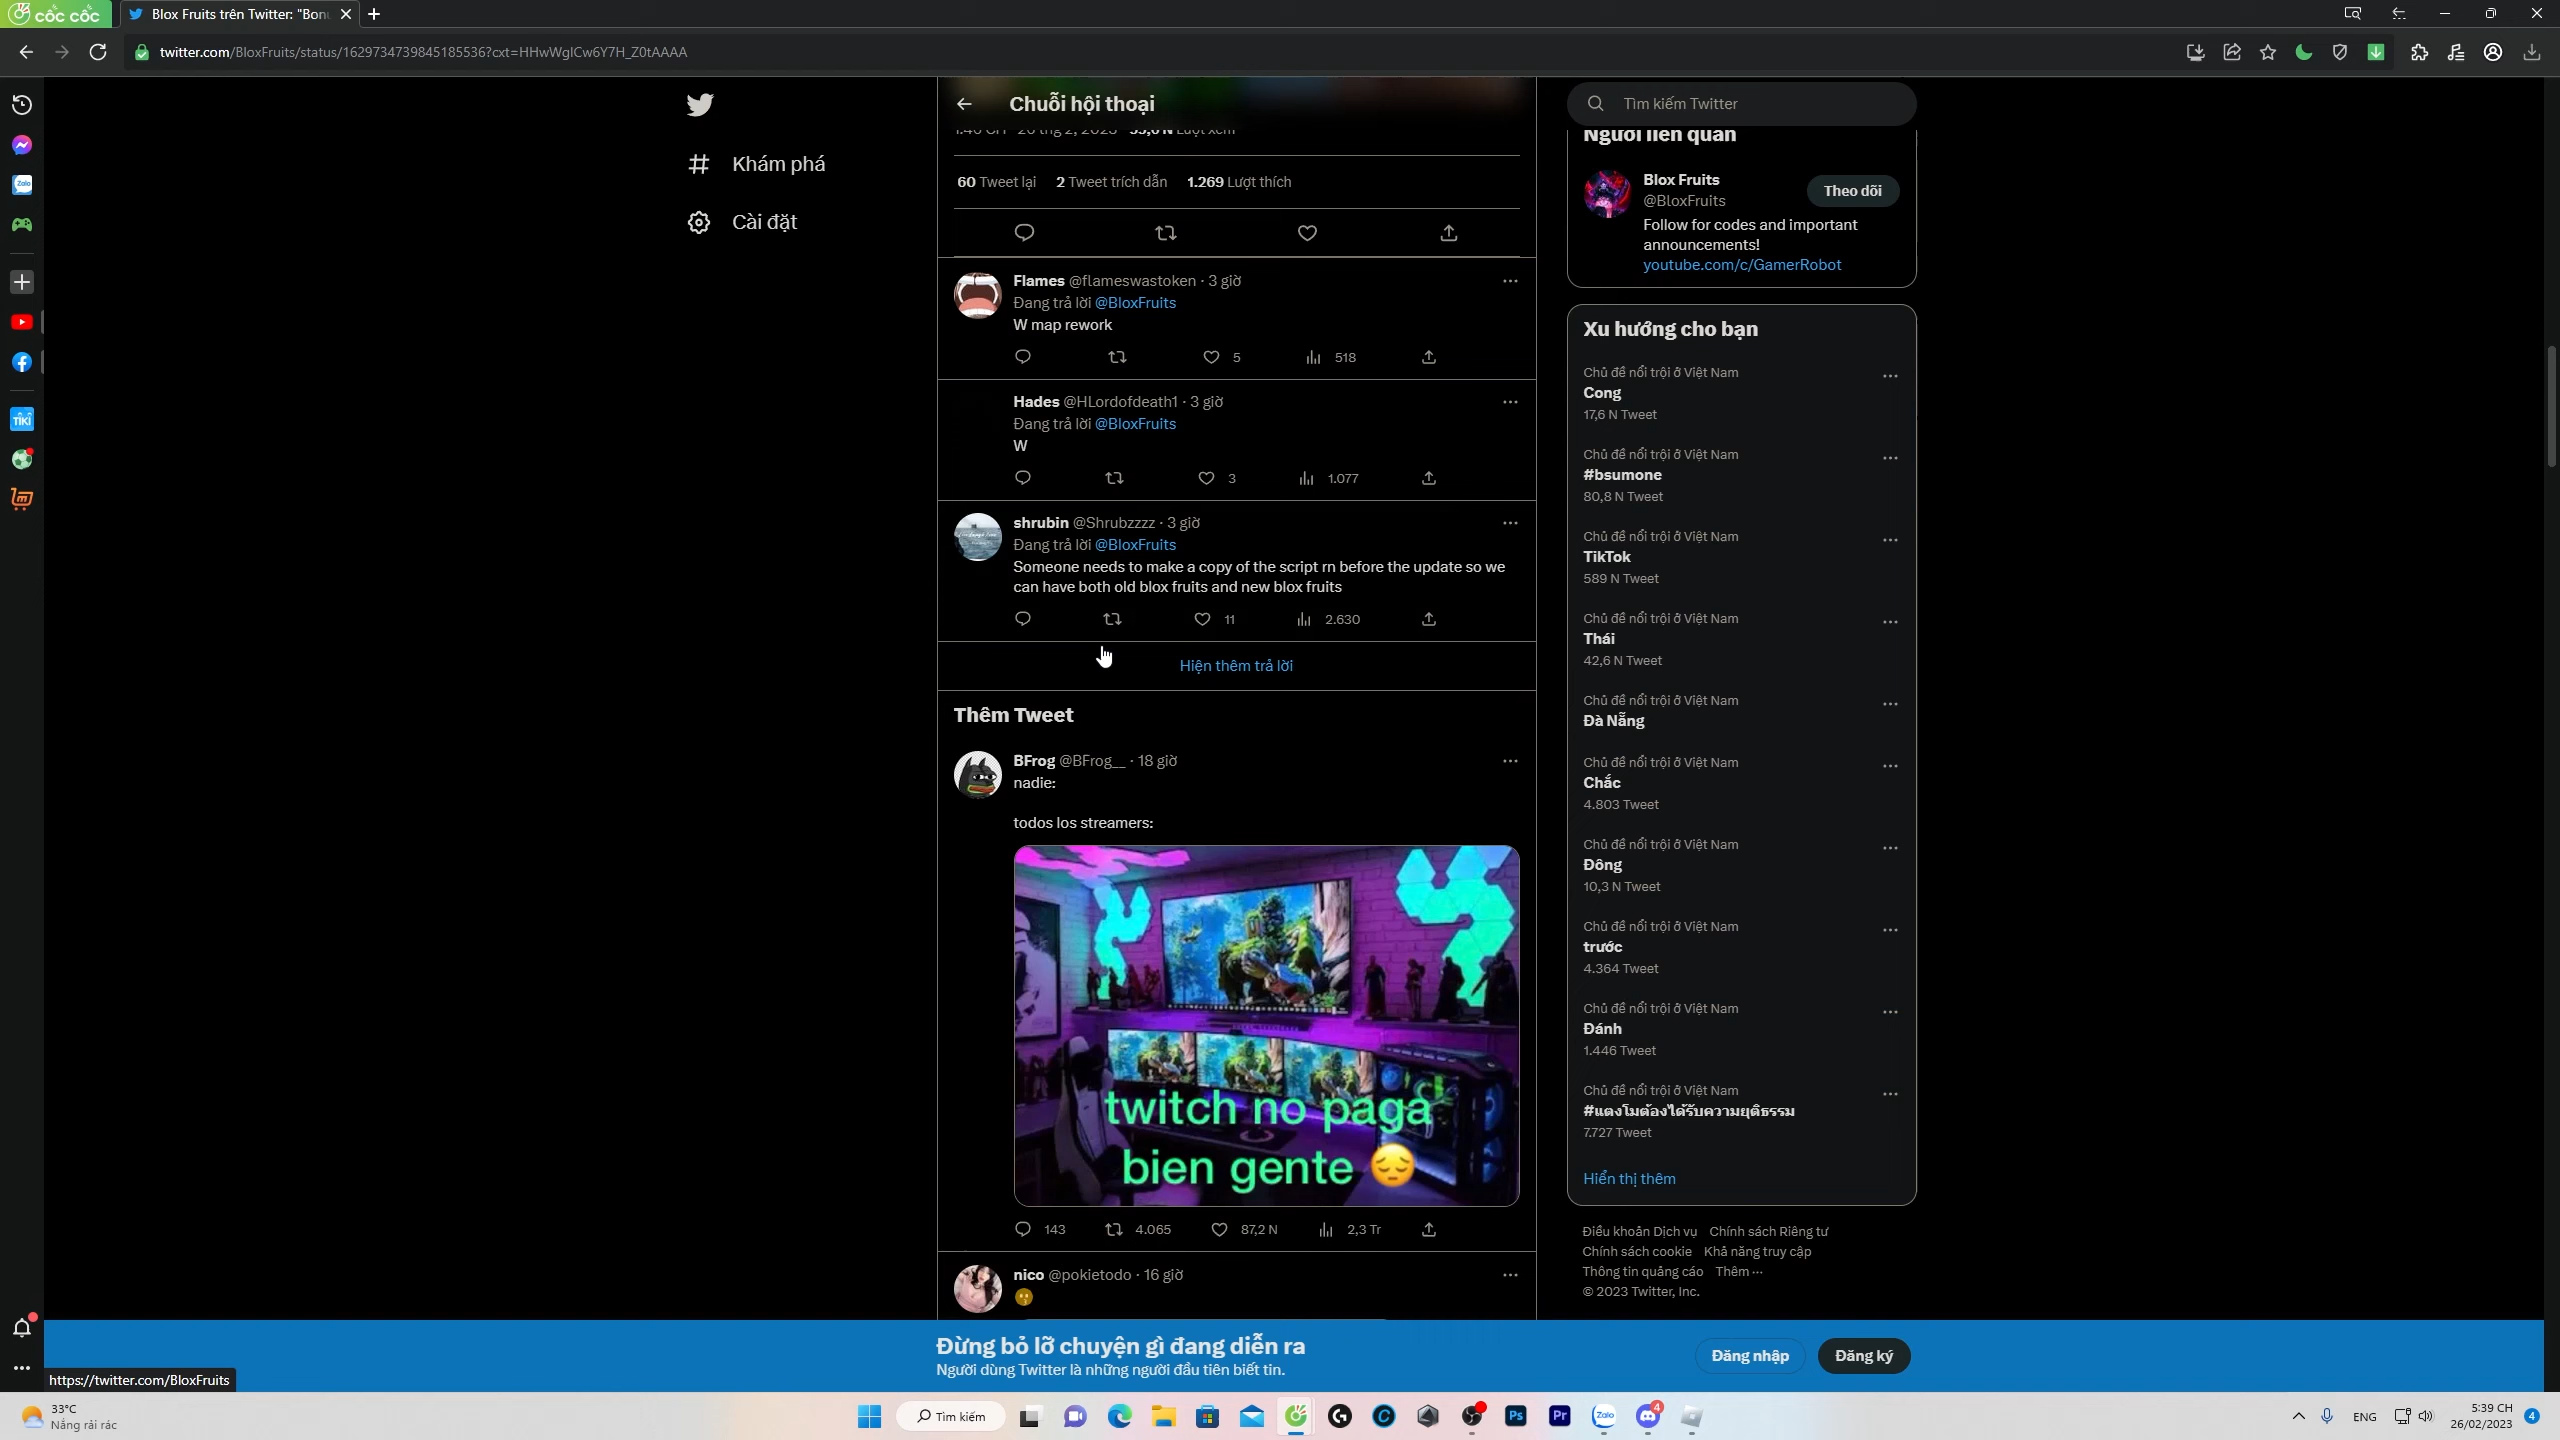 cốc cốc
Blox Fruits trên Twitter: "Bonu
twitter.com/BloxFruits/status/1629734739845185536?cxt=HHwWgICw6Y7H_Z0tAAAA
Khám phá
Cài đặt
Chuỗi hội thoại
60 Tweet lại 2 Tweet trích dẫn 1.269 Lượt thích
Flames @flameswastoken · 3 giờ
Đang trả lời @BloxFruits
W map rework
5 518
Hades @HLordofdeath1 · 3 giờ
Đang trả lời @BloxFruits
W
3 1.077
shrubin @Shrubzzzz · 3 giờ
Đang trả lời @BloxFruits
Someone needs to make a copy of the script rn before the update so we
can have both old blox fruits and new blox fruits
11 2.630
Hiện thêm trả lời
Thêm Tweet
BFrog @BFrog__ · 18 giờ
nadie:
todos los streamers:
twitch no paga
bien gente 😔
143 4.065 87,2 N 2,3 Tr
nico @pokietodo · 16 giờ
Tìm kiếm Twitter
Người liên quan
Blox Fruits
@BloxFruits
Theo dõi
Follow for codes and important
announcements!
youtube.com/c/GamerRobot
Xu hướng cho bạn
Chủ đề nổi trội ở Việt Nam
Cong
17,6 N Tweet
Chủ đề nổi trội ở Việt Nam
#bsumone
80,8 N Tweet
Chủ đề nổi trội ở Việt Nam
TikTok
589 N Tweet
Chủ đề nổi trội ở Việt Nam
Thái
42,6 N Tweet
Chủ đề nổi trội ở Việt Nam
Đà Nẵng
Chủ đề nổi trội ở Việt Nam
Chắc
4.803 Tweet
Chủ đề nổi trội ở Việt Nam
Đông
10,3 N Tweet
Chủ đề nổi trội ở Việt Nam
trước
4.364 Tweet
Chủ đề nổi trội ở Việt Nam
Đánh
1.446 Tweet
Chủ đề nổi trội ở Việt Nam
#แตงโมต้องได้รับความยุติธรรม
7.727 Tweet
Hiển thị thêm
Điều khoản Dịch vụ Chính sách Riêng tư
Chính sách cookie Khả năng truy cập
Thông tin quảng cáo Thêm ···
© 2023 Twitter, Inc.
Đừng bỏ lỡ chuyện gì đang diễn ra
Người dùng Twitter là những người đầu tiên biết tin.
Đăng nhập
Đăng ký
https://twitter.com/BloxFruits
Zalo
TIKI
33°C
Nắng rải rác
Tìm kiếm
Ps
Pr
Zalo
4
ENG
5:39 CH
26/02/2023
4